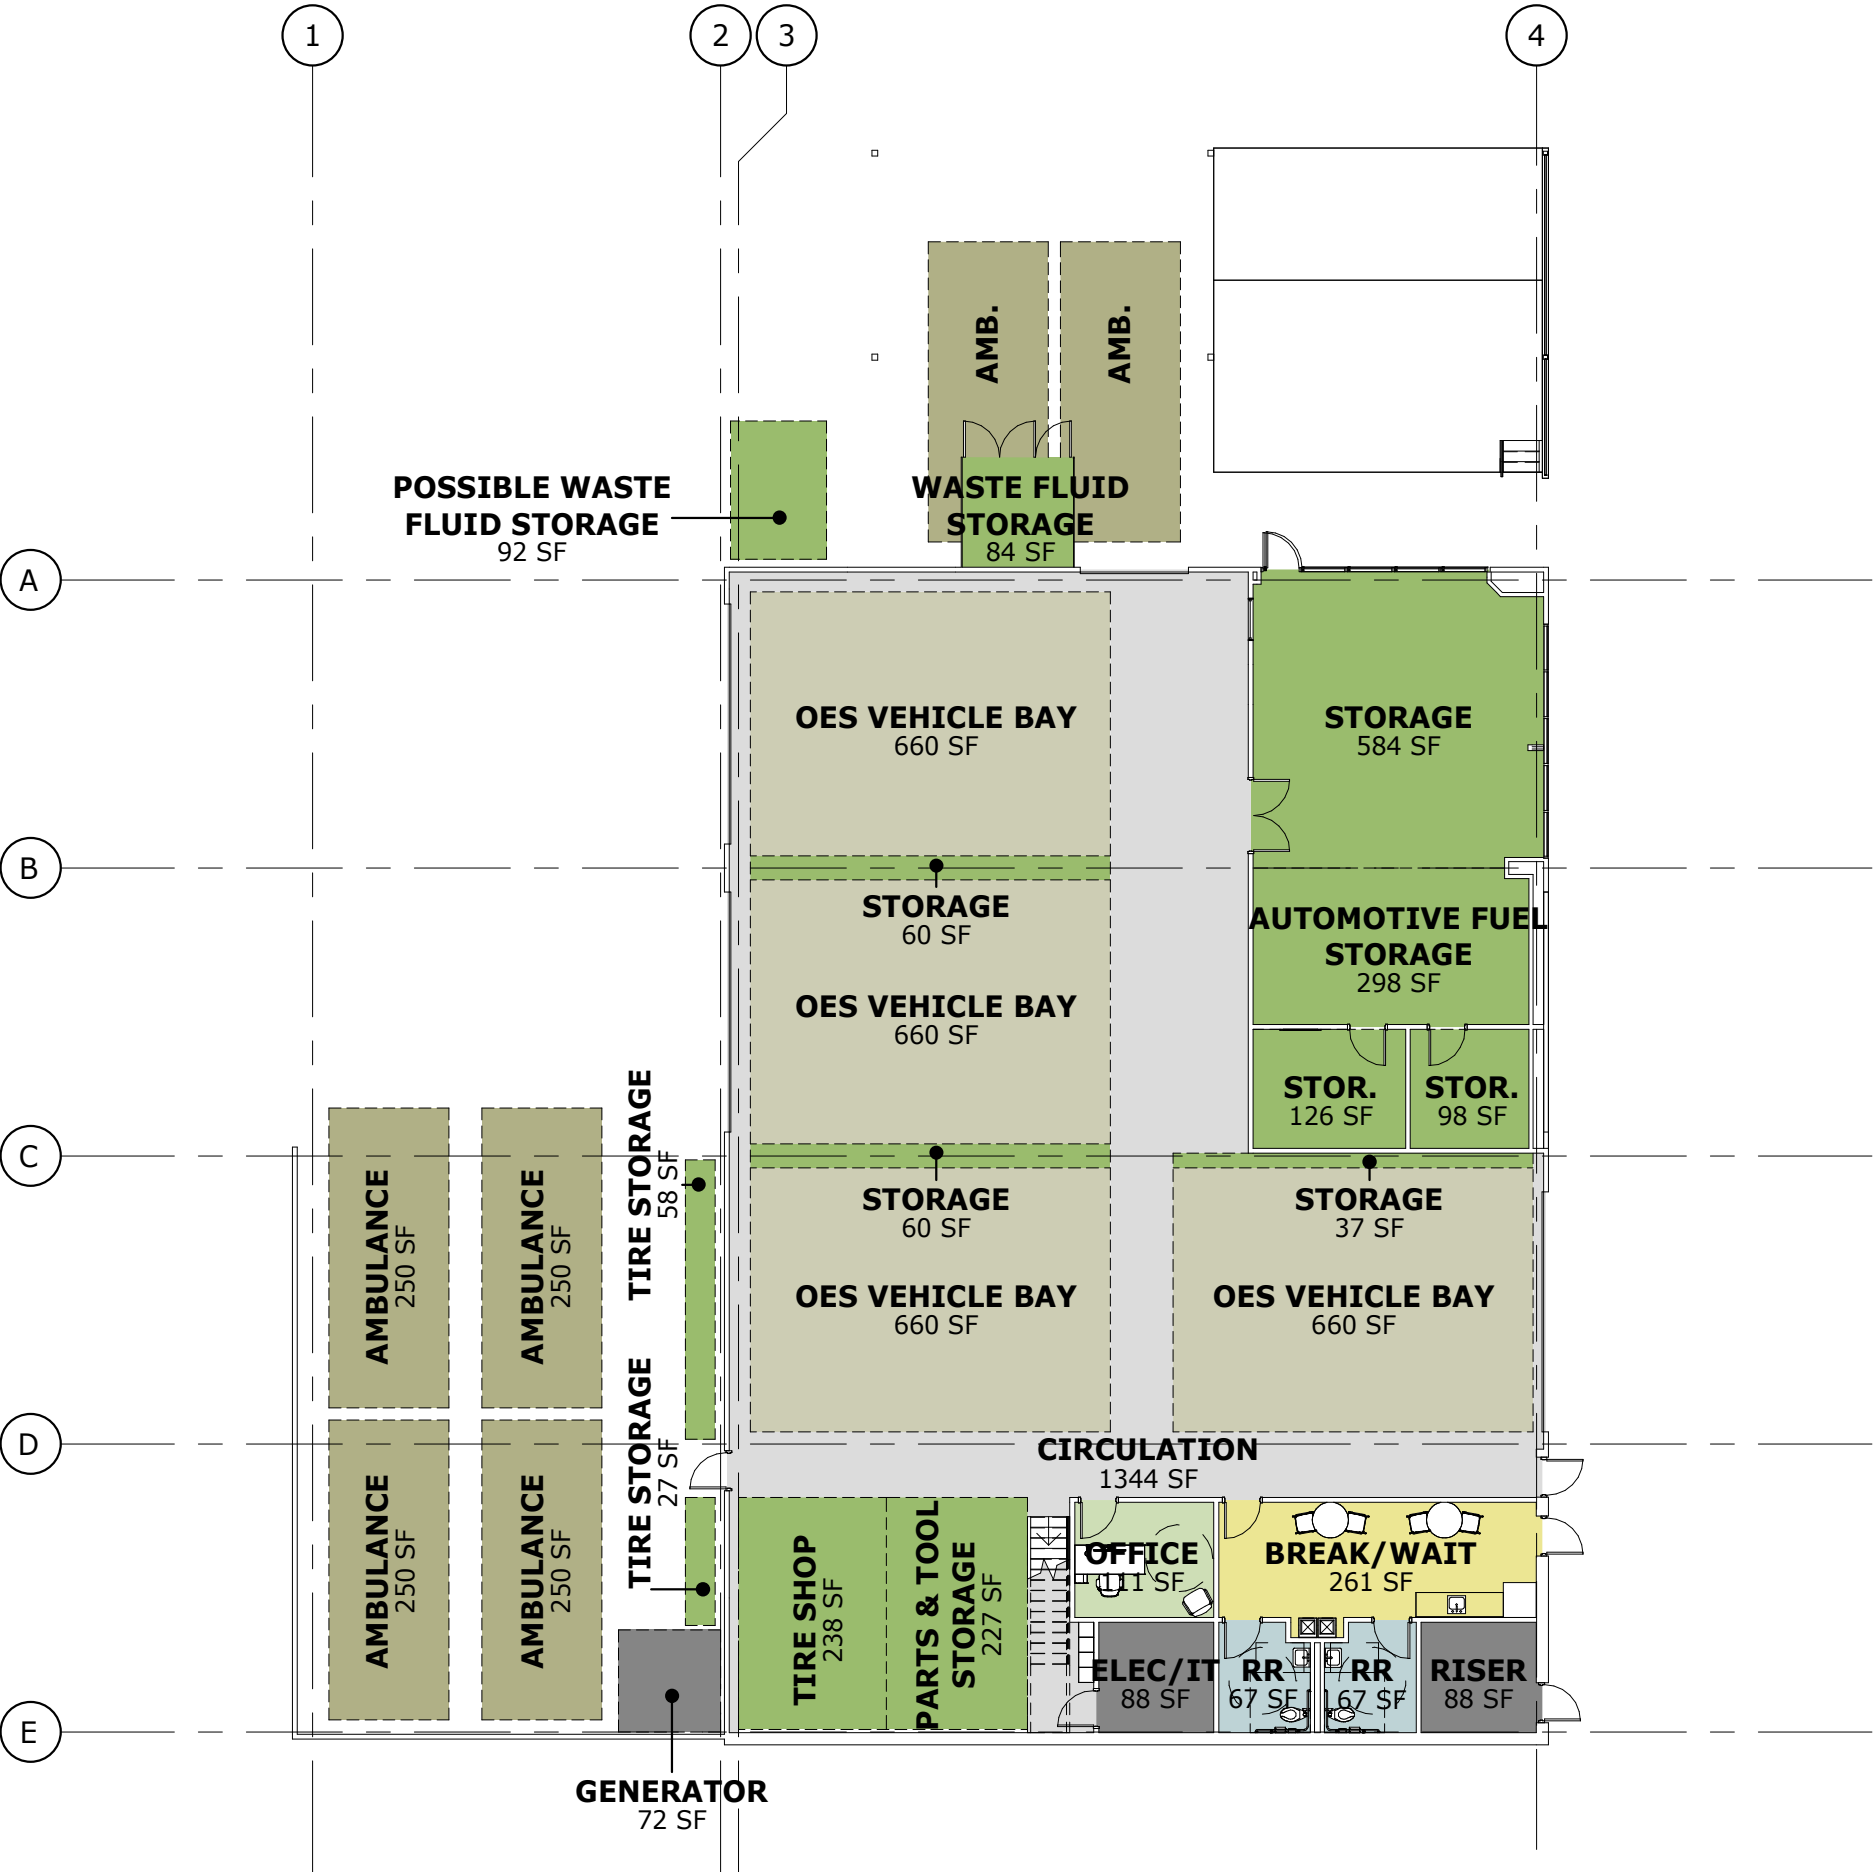 1
2
3
4
AMB.
AMB.
POSSIBLE WASTE
FLUID STORAGE
92 SF
WASTE FLUID
STORAGE
84 SF
A
OES VEHICLE BAY
660 SF
STORAGE
584 SF
B
STORAGE
60 SF
AUTOMOTIVE FUEL
STORAGE
298 SF
OES VEHICLE BAY
660 SF
STOR.
126 SF
STOR.
98 SF
C
TIRE STORAGE
58 SF
AMBULANCE
250 SF
AMBULANCE
250 SF
STORAGE
60 SF
STORAGE
37 SF
OES VEHICLE BAY
660 SF
OES VEHICLE BAY
660 SF
D
CIRCULATION
1344 SF
TIRE STORAGE
27 SF
AMBULANCE
250 SF
AMBULANCE
250 SF
TIRE SHOP
238 SF
PARTS & TOOL
STORAGE
227 SF
OFFICE
111 SF
BREAK/WAIT
261 SF
ELEC/IT
88 SF
RR
67 SF
RR
67 SF
RISER
88 SF
E
GENERATOR
72 SF